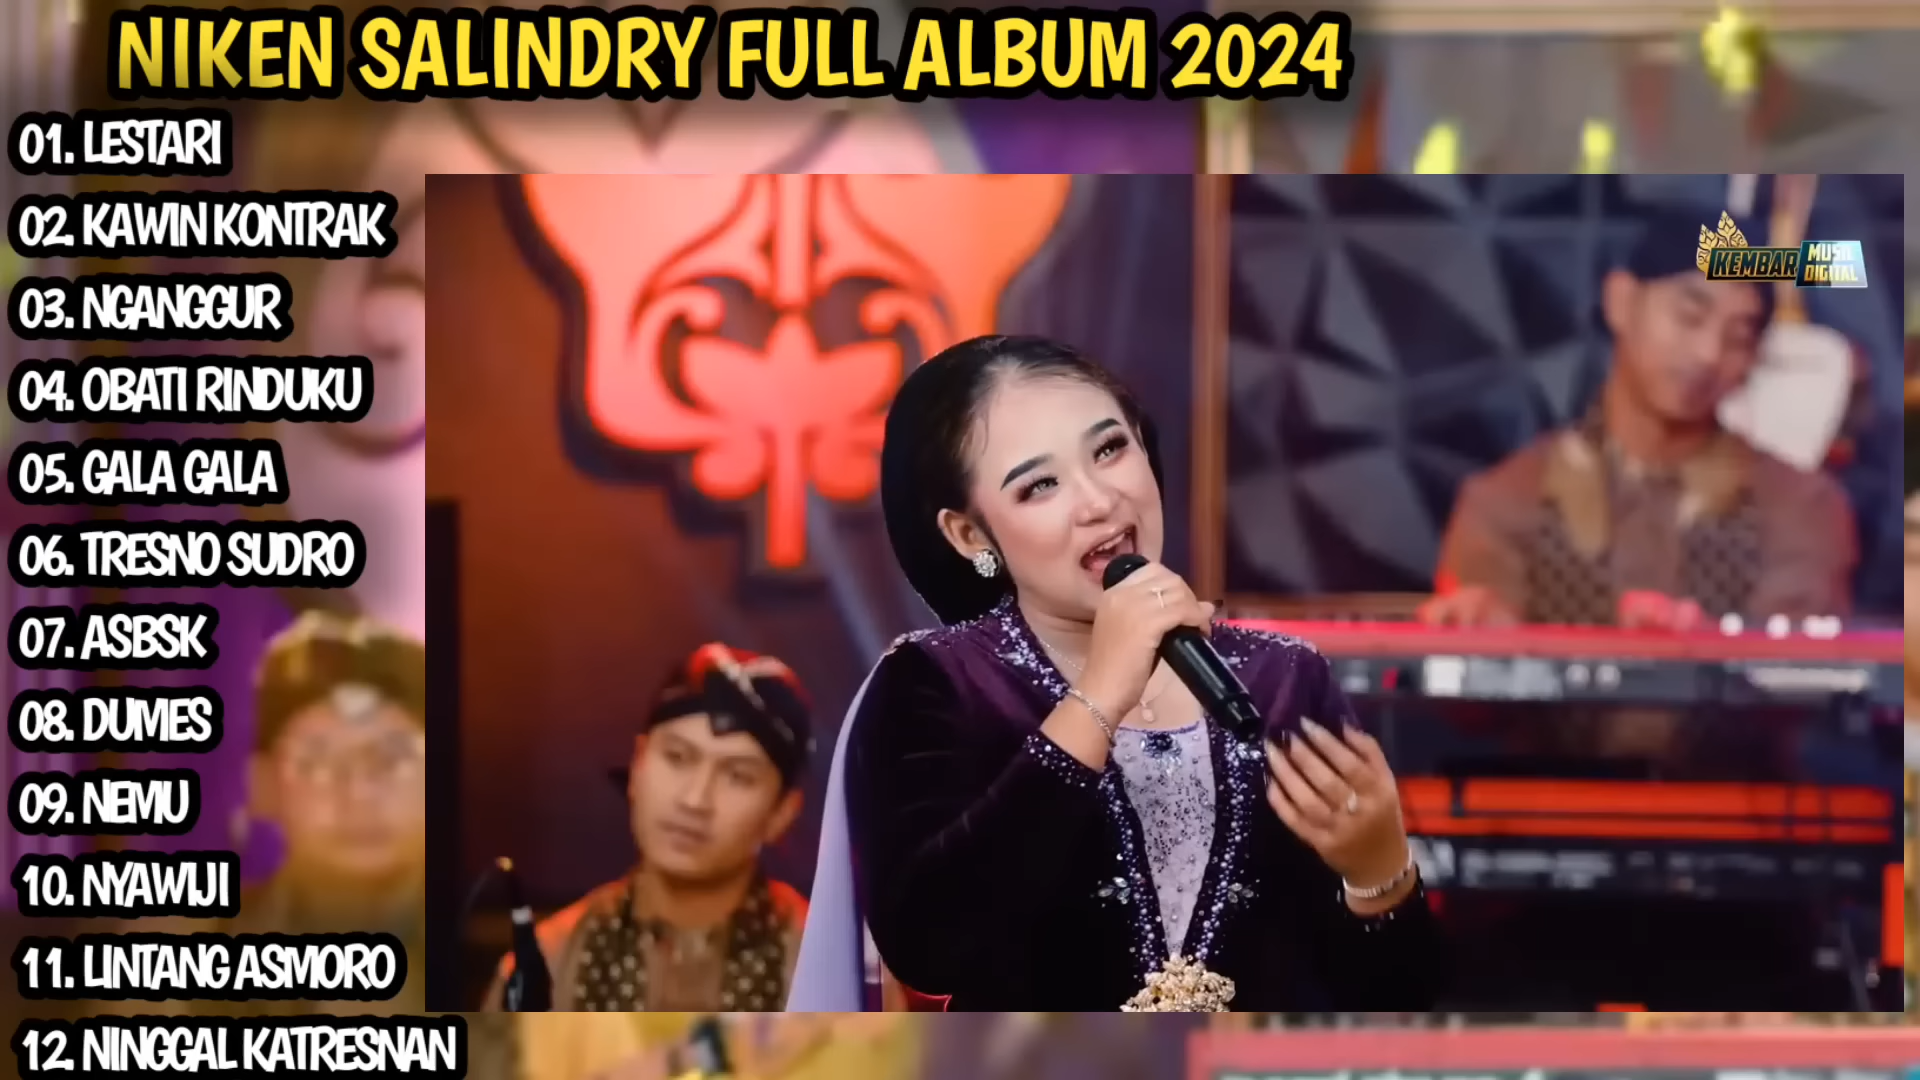 NIKEN SALINDRY FULL ALBUM 2024
01. LESTARI
02. KAWIN KONTRAK
03. NGANGGUR
04. OBATI RINDUKU
05. GALA GALA
06. TRESNO SUDRO
07. ASBSK
08. DUMES
09. NEMU
10. NYAWIJI
11. LINTANG ASMORO
12. NINGGAL KATRESNAN
KEMBAR MUSIC
DIGITAL